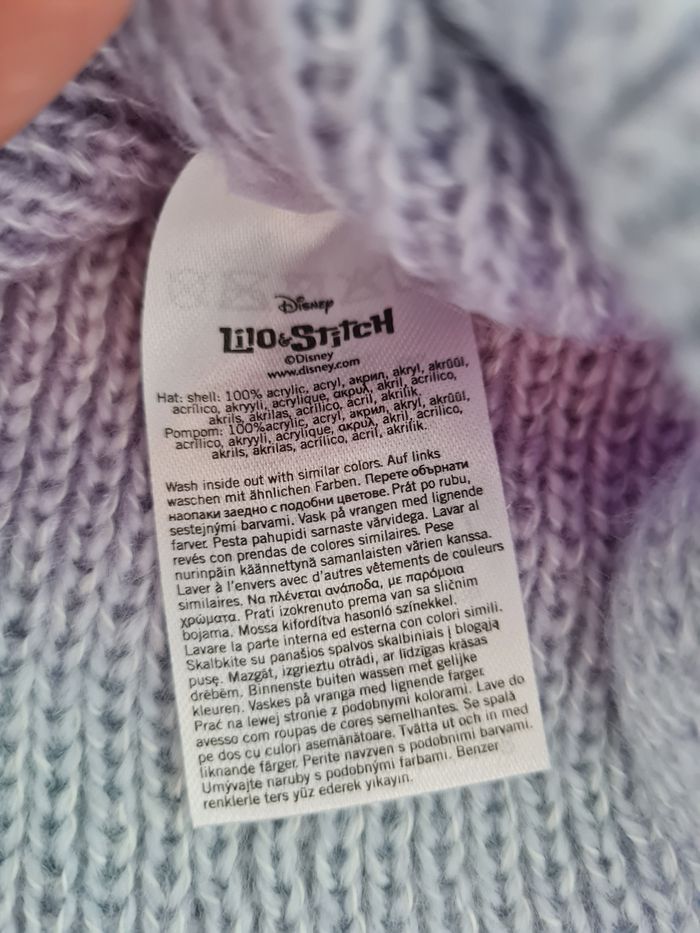 Disney
Lilo & Stitch
©Disney
www.disney.com
Hat: shell: 100% acrylic, acryl, акрил, akryl, akrüül,
acrílico, akryyli, acrylique, ακρυλ, akril, acrilico,
akrils, akrilas, acrílico, acril, akrifik.
Pompom: 100%acrylic, acryl, акрил, akryl, akrüül,
acrílico, akryyli, acrylique, ακρυλ, akril, acrilico,
akrils, akrilas, acrílico, acril, akrifik.
Wash inside out with similar colors. Auf links
waschen mit ähnlichen Farben. Перете обърнати
наопаки заедно с подобни цветове. Prát po rubu,
sestejnými barvami. Vask på vrangen med lignende
farver. Pesta pahupidi sarnaste värvidega. Lavar al
revés con prendas de colores similares. Pese
nurinpäin käännettynä samanlaisten värien kanssa.
Laver à l'envers avec d'autres vêtements de couleurs
similaires. Να πλένεται ανάποδα, με παρόμοια
χρώματα. Prati izokrenuto prema van sa sličnim
bojama. Mossa kifordítva hasonló színekkel.
Lavare la parte interna ed esterna con colori simili.
Skalbkite su panašios spalvos skalbiniais į blogąją
pusę. Mazgāt, izgrieztu otrādi, ar līdzīgas krāsas
drēbēm. Binnenste buiten wassen met gelijke
kleuren. Vaskes på vranga med lignende farger.
Prać na lewej stronie z podobnymi kolorami. Lave do
avesso com roupas de cores semelhantes. Se spală
pe dos cu culori asemănătoare. Tvätta ut och in med
liknande färger. Perite navzven s podobnimi barvami.
Umývajte naruby s podobnými farbami. Benzer
renklerle ters yüz ederek yıkayın.